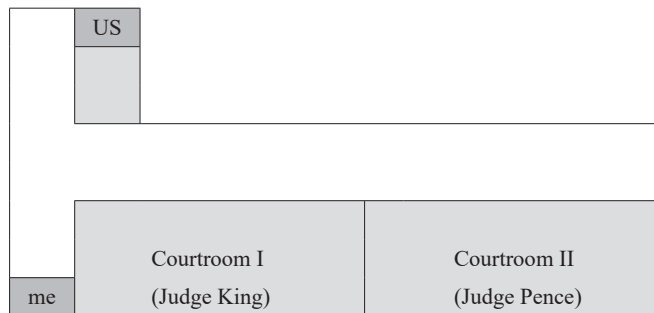 US
Courtroom I
Courtroom II
me
(Judge King)
(Judge Pence)